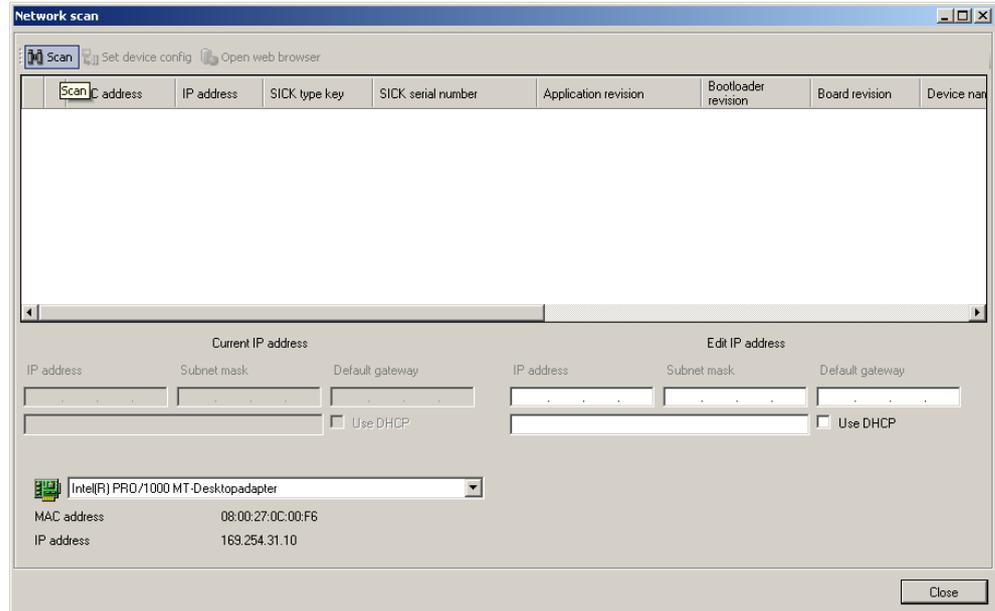 Network scan
Scan Set device config Open web browser
Scan C address IP address SICK type key SICK serial number Application revision Bootloader revision Board revision Device nam
Current IP address Edit IP address
IP address Subnet mask Default gateway IP address Subnet mask Default gateway
. . . . . . . . . . . . . . . . . .
Use DHCP Use DHCP
Intel(R) PRO/1000 MT-Desktopadapter
MAC address 08:00:27:0C:00:F6
IP address 169.254.31.10
Close